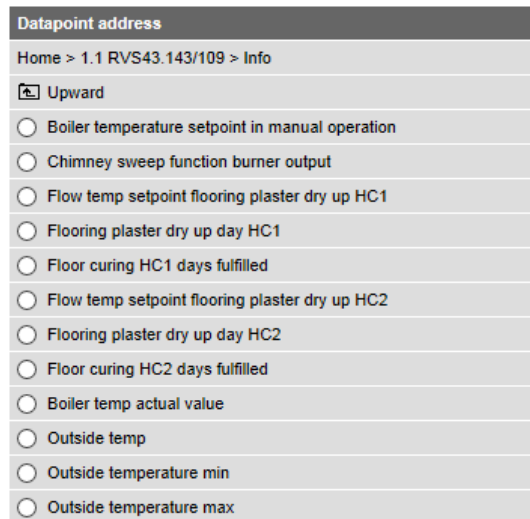 Datapoint address
Home > 1.1 RVS43.143/109 > Info
Upward
Boiler temperature setpoint in manual operation
Chimney sweep function burner output
Flow temp setpoint flooring plaster dry up HC1
Flooring plaster dry up day HC1
Floor curing HC1 days fulfilled
Flow temp setpoint flooring plaster dry up HC2
Flooring plaster dry up day HC2
Floor curing HC2 days fulfilled
Boiler temp actual value
Outside temp
Outside temperature min
Outside temperature max